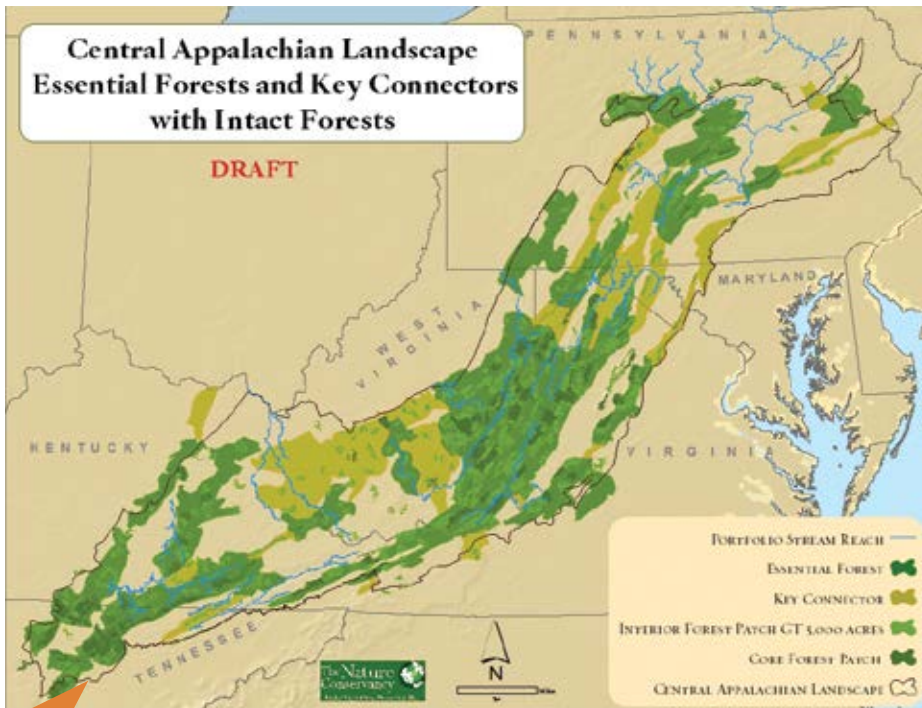 Central Appalachian Landscape
Essential Forests and Key Connectors
with Intact Forests
DRAFT
PENNSYLVANIA
MARYLAND
WEST
VIRGINIA
KENTUCKY
VIRGINIA
TENNESSEE
PORTFOLIO STREAM REACH
ESSENTIAL FOREST
KEY CONNECTOR
INTERIOR FOREST PATCH GT 5,000 ACRES
CORE FOREST PATCH
CENTRAL APPALACHIAN LANDSCAPE
N
The Nature
Conservancy